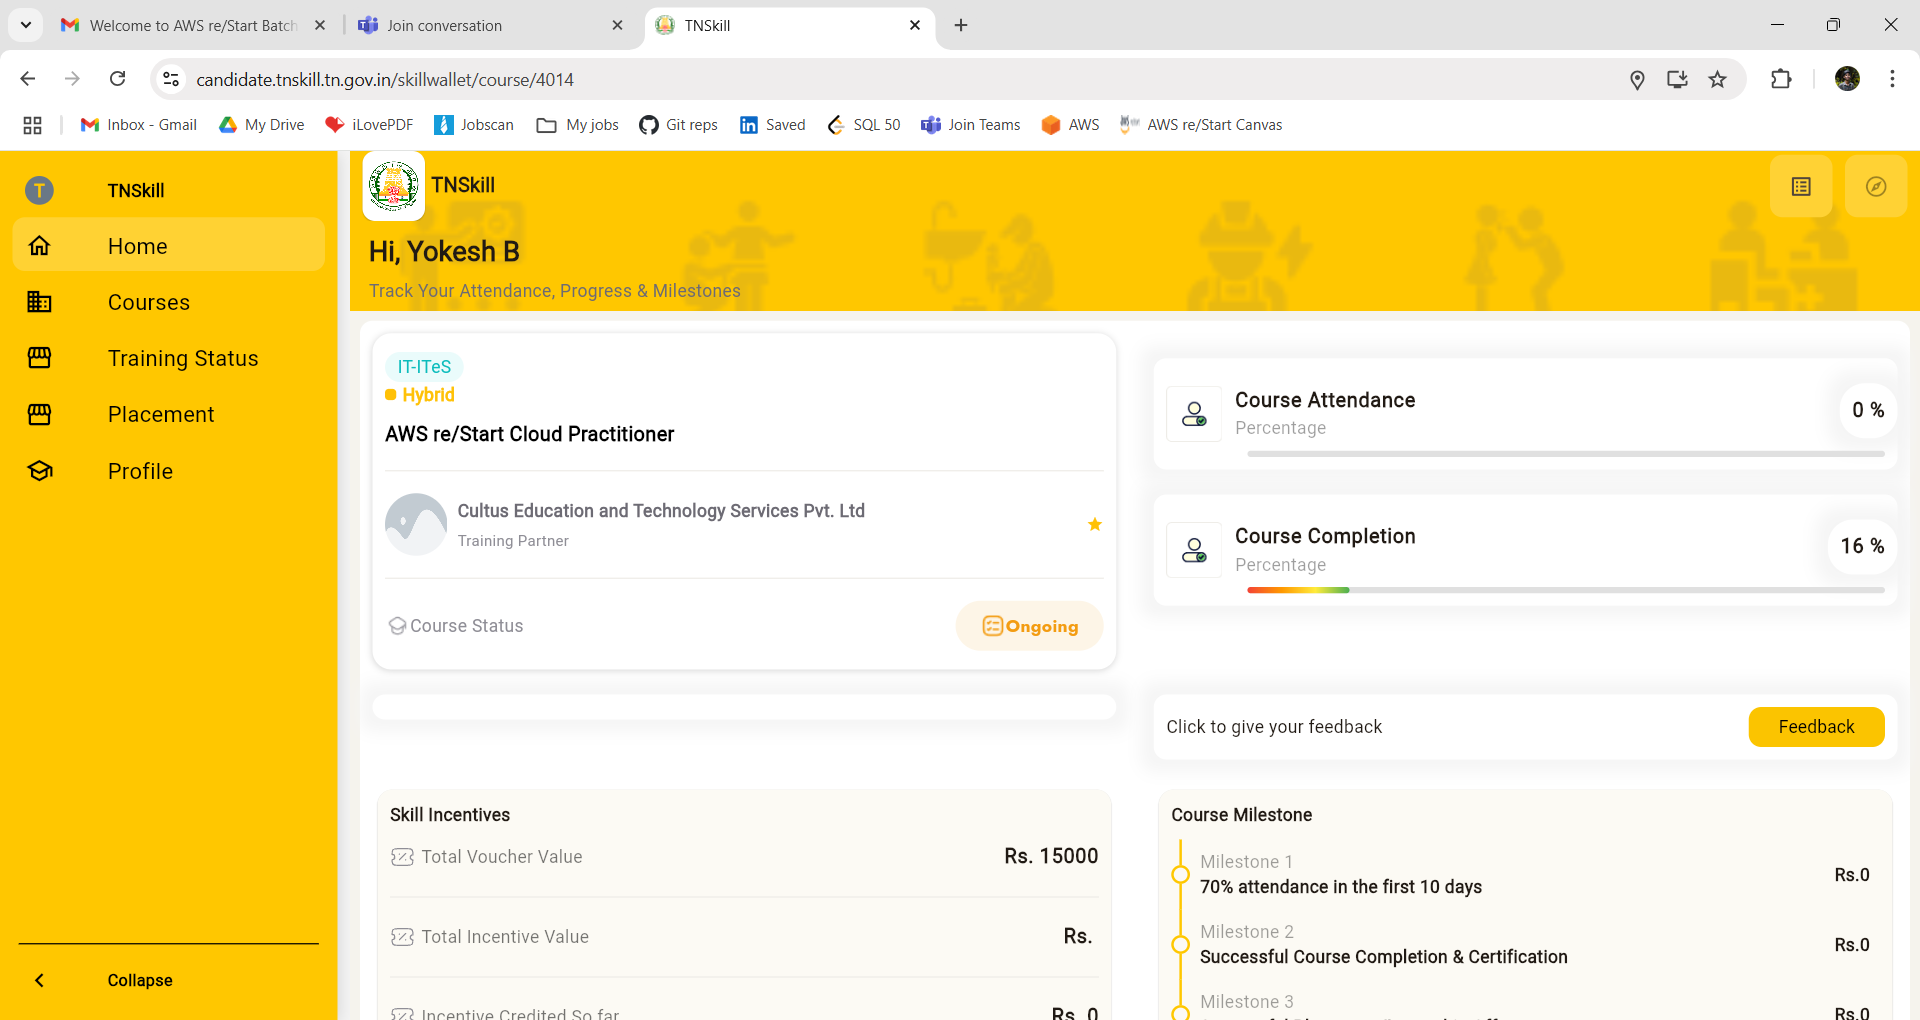 Welcome to AWS re/Start Batch
Join conversation
TNSkill
candidate.tnskill.tn.gov.in/skillwallet/course/4014
Inbox - Gmail
My Drive
iLovePDF
Jobscan
My jobs
Git reps
Saved
SQL 50
Join Teams
AWS
AWS re/Start Canvas
T
TNSkill
Home
Courses
Training Status
Placement
Profile
Collapse
TNSkill
Hi, Yokesh B
Track Your Attendance, Progress & Milestones
IT-ITeS
Hybrid
AWS re/Start Cloud Practitioner
Cultus Education and Technology Services Pvt. Ltd
Training Partner
Course Status
Ongoing
Course Attendance
Percentage
0 %
Course Completion
Percentage
16 %
Click to give your feedback
Feedback
Skill Incentives
Total Voucher Value
Rs. 15000
Total Incentive Value
Rs.
Incentive Credited So far
Rs. 0
Course Milestone
Milestone 1
70% attendance in the first 10 days
Rs.0
Milestone 2
Successful Course Completion & Certification
Rs.0
Milestone 3
Rs.0